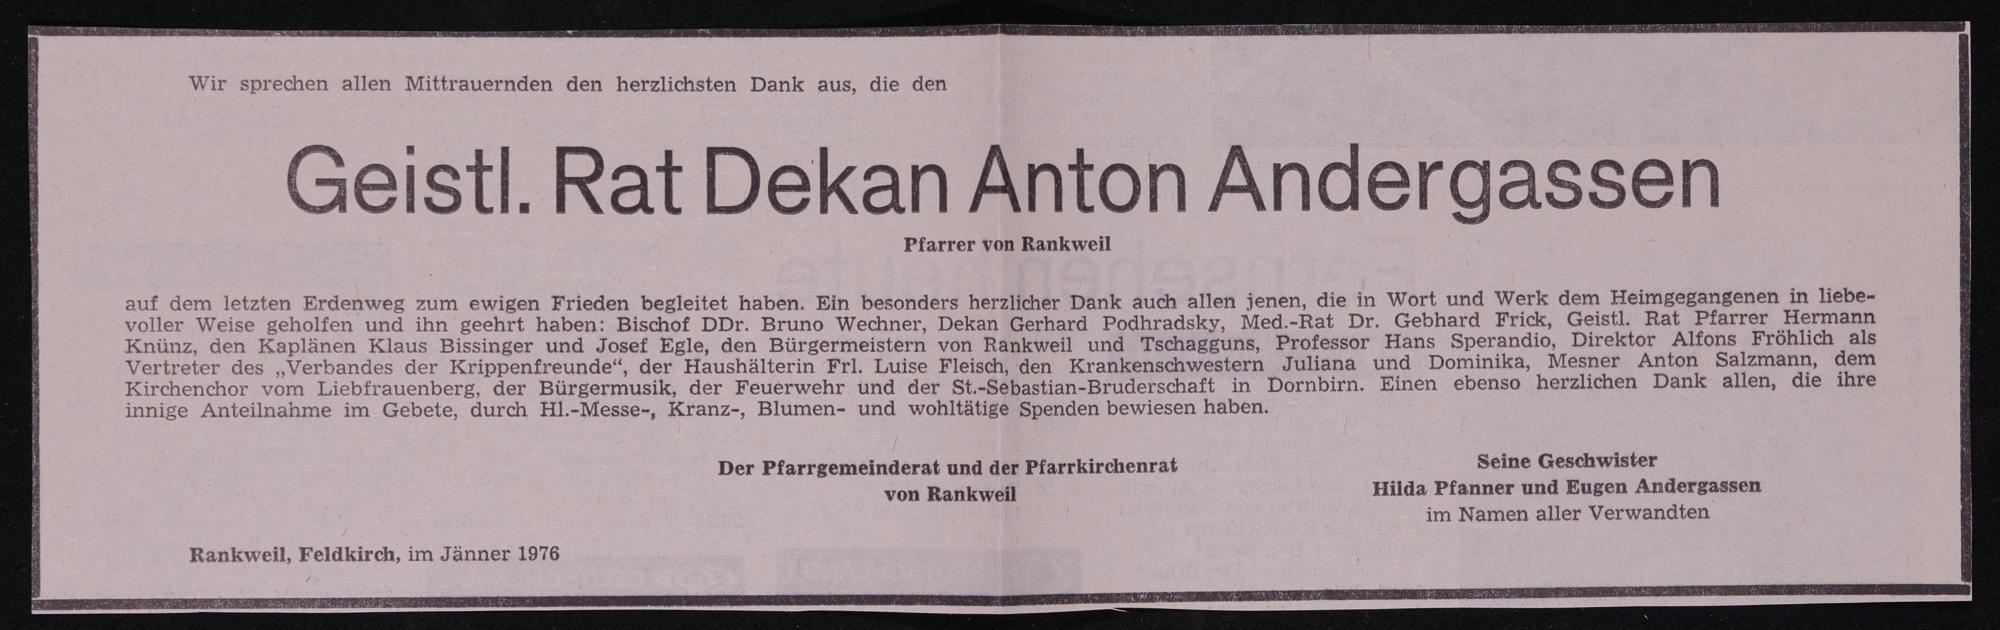 Wir sprechen allen Mittrauernden den herzlichsten Dank aus, die den
Geistl. Rat Dekan Anton Andergassen
Pfarrer von Rankweil
auf dem letzten Erdenweg zum ewigen Frieden begleitet haben. Ein besonders herzlicher Dank auch allen jenen, die in Wort und Werk dem Heimgegangenen in liebe-
voller Weise geholfen und ihn geehrt haben: Bischof DDr. Bruno Wechner, Dekan Gerhard Podhradsky, Med.-Rat Dr. Gebhard Frick, Geistl. Rat Pfarrer Hermann
Knünz, den Kaplänen Klaus Bissinger und Josef Egle, den Bürgermeistern von Rankweil und Tschagguns, Professor Hans Sperandio, Direktor Alfons Fröhlich als
Vertreter des „Verbandes der Krippenfreunde“, der Haushälterin Frl. Luise Fleisch, den Krankenschwestern Juliana und Dominika, Mesner Anton Salzmann, dem
Kirchenchor vom Liebfrauenberg, der Bürgermusik, der Feuerwehr und der St.-Sebastian-Bruderschaft in Dornbirn. Einen ebenso herzlichen Dank allen, die ihre
innige Anteilnahme im Gebete, durch Hl.-Messe-, Kranz-, Blumen- und wohltätige Spenden bewiesen haben.
Der Pfarrgemeinderat und der Pfarrkirchenrat
von Rankweil
Seine Geschwister
Hilda Pfanner und Eugen Andergassen
im Namen aller Verwandten
Rankweil, Feldkirch, im Jänner 1976